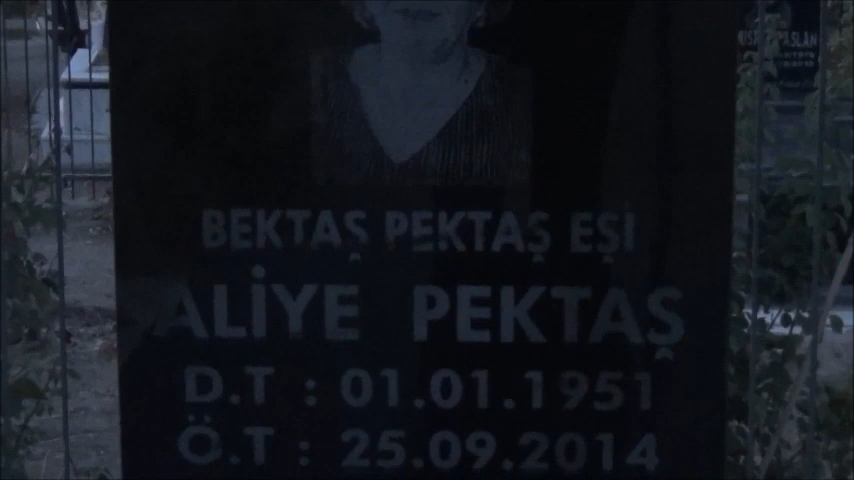 BEKTAŞ PEKTAŞ EŞİ
ALİYE PEKTAŞ
D.T : 01.01.1951
Ö.T : 25.09.2014